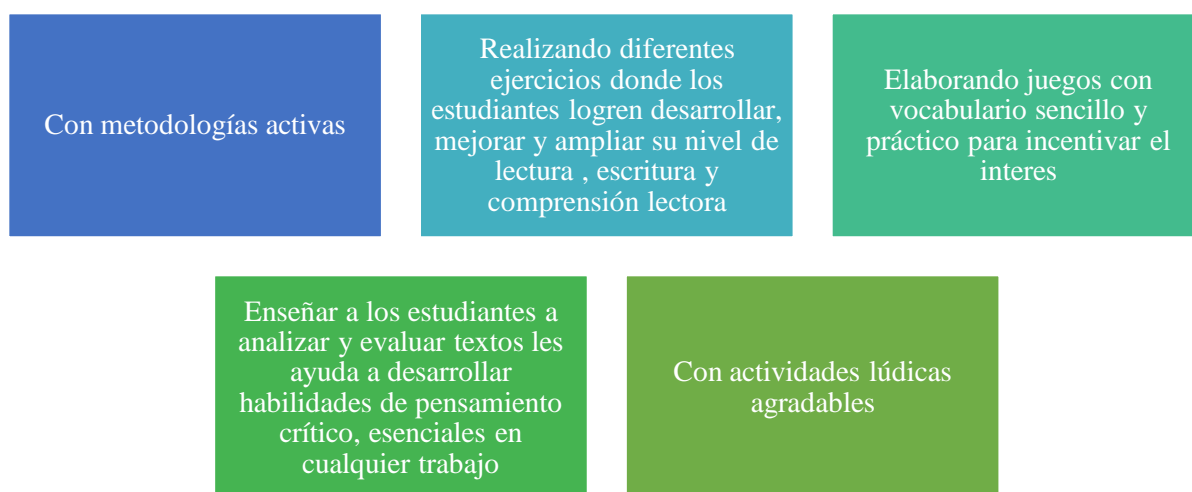 Con metodologías activas
Realizando diferentes
ejercicios donde los
estudiantes logren desarrollar,
mejorar y ampliar su nivel de
lectura , escritura y
comprensión lectora
Elaborando juegos con
vocabulario sencillo y
práctico para incentivar el
interes
Enseñar a los estudiantes a
analizar y evaluar textos les
ayuda a desarrollar
habilidades de pensamiento
crítico, esenciales en
cualquier trabajo
Con actividades lúdicas
agradables